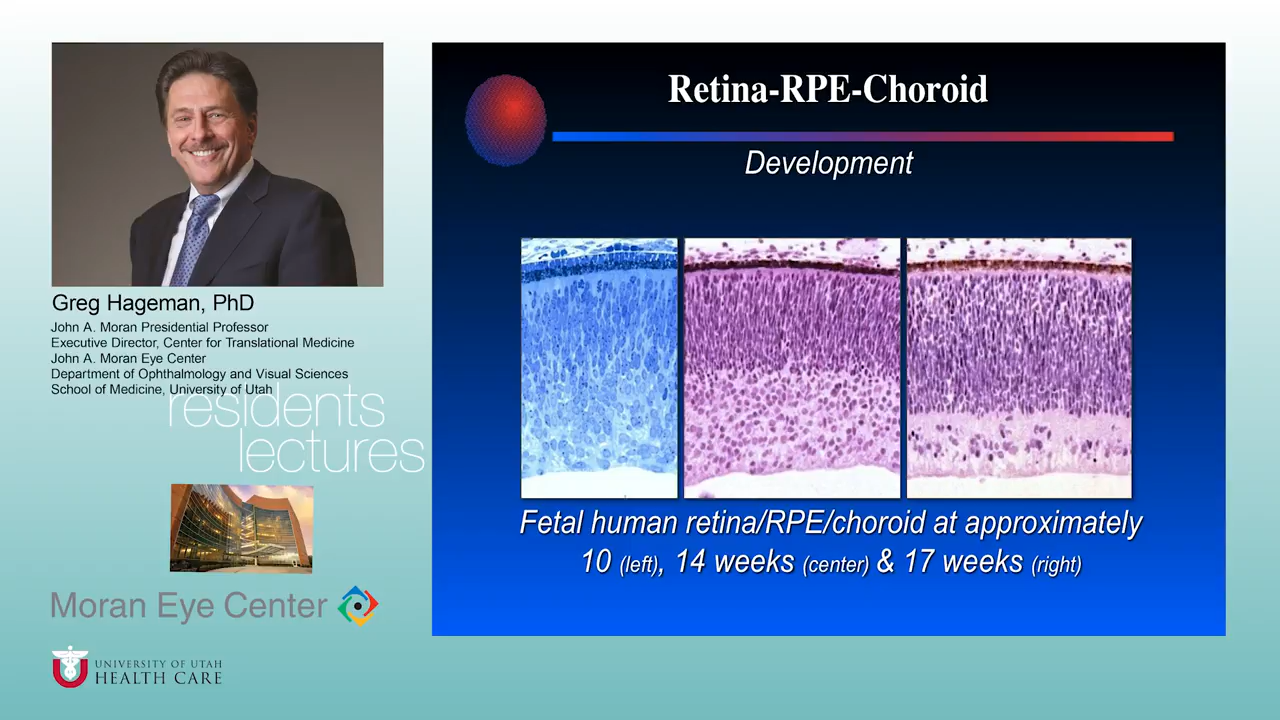 Greg Hageman, PhD
John A. Moran Presidential Professor
Executive Director, Center for Translational Medicine
John A. Moran Eye Center
Department of Ophthalmology and Visual Sciences
School of Medicine, University of Utah
residents
lectures
Moran Eye Center
UNIVERSITY OF UTAH
HEALTH CARE
Retina-RPE-Choroid
Development
Fetal human retina/RPE/choroid at approximately
10 (left), 14 weeks (center) & 17 weeks (right)